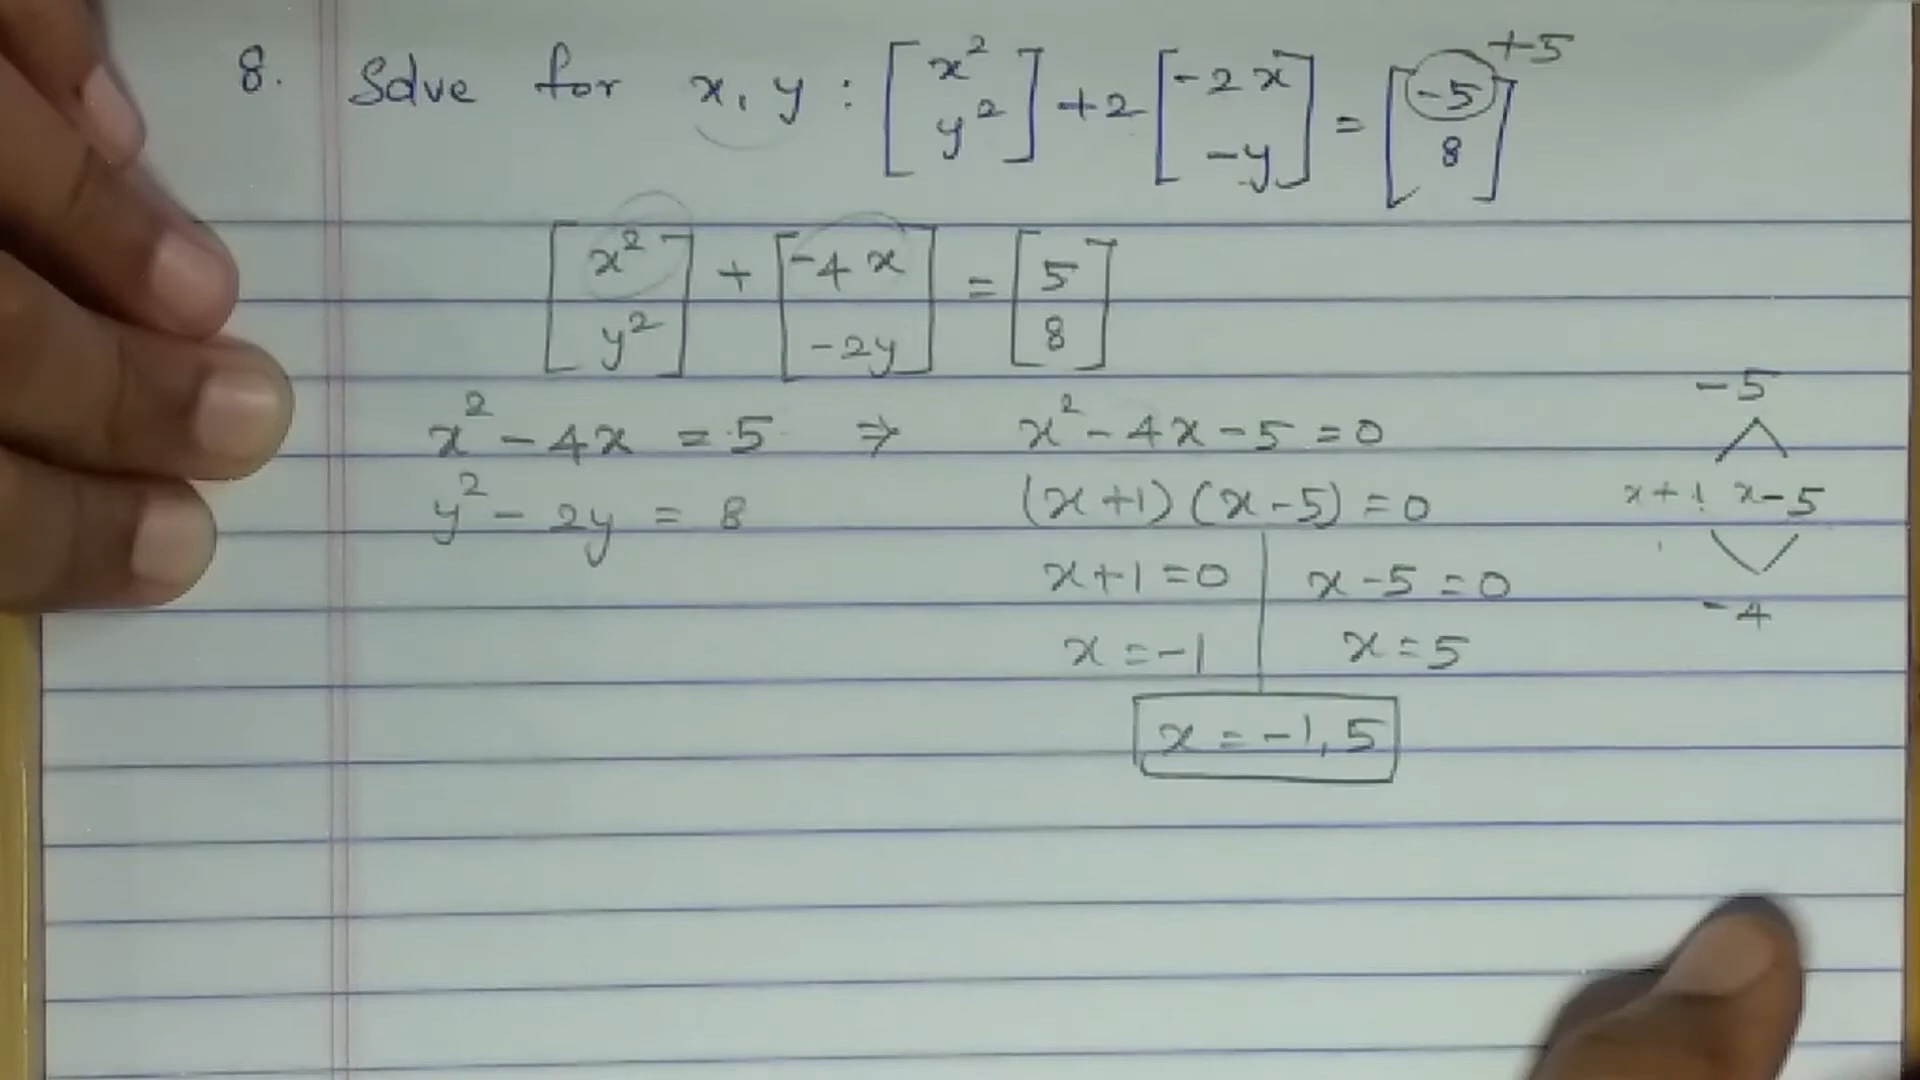 8. Solve for x, y : [x² y²] + 2 [-2x -y] = [-5 8] +5
[x² y²] + [-4x -2y] = [5 8]
x² - 4x = 5 ⇒ x² - 4x - 5 = 0
y² - 2y = 8
(x+1) (x-5) = 0
x+1 = 0 | x-5 = 0
x = -1 | x = 5
x = -1, 5
-5
x+1 x-5
-4